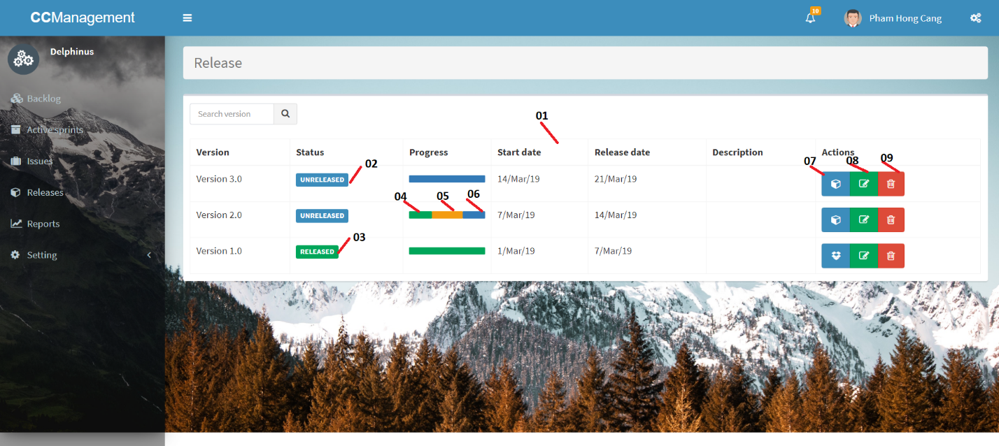 CCManagement
10
Pham Hong Cang
Delphinus
Backlog
Active sprints
Issues
Releases
Reports
Setting
Release
Search version
01
Version Status Progress Start date Release date Description Actions
02
07 08 09
Version 3.0 UNRELEASED 14/Mar/19 21/Mar/19
04 05 06
Version 2.0 UNRELEASED 7/Mar/19 14/Mar/19
03
Version 1.0 RELEASED 1/Mar/19 7/Mar/19